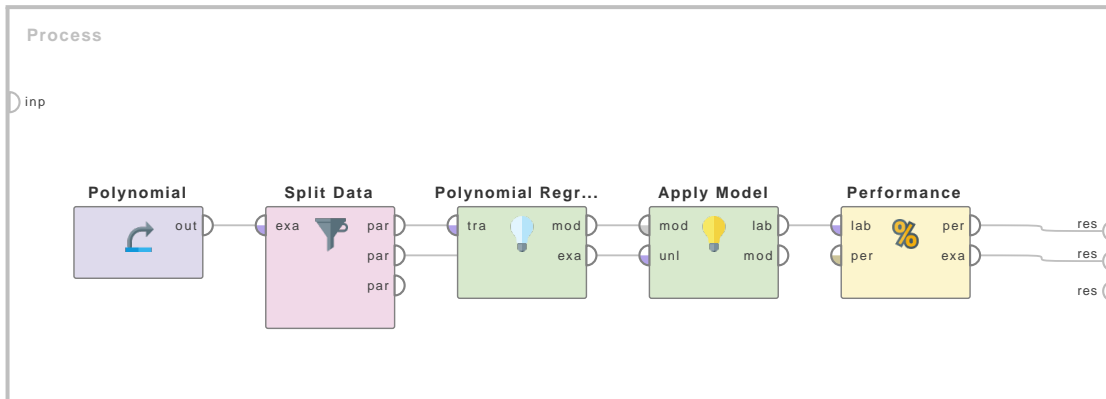 Process
inp
Polynomial
out
Split Data
exa par
par
par
Polynomial Regr...
tra mod
exa
Apply Model
mod lab
unl mod
Performance
lab per
per exa
res
res
res